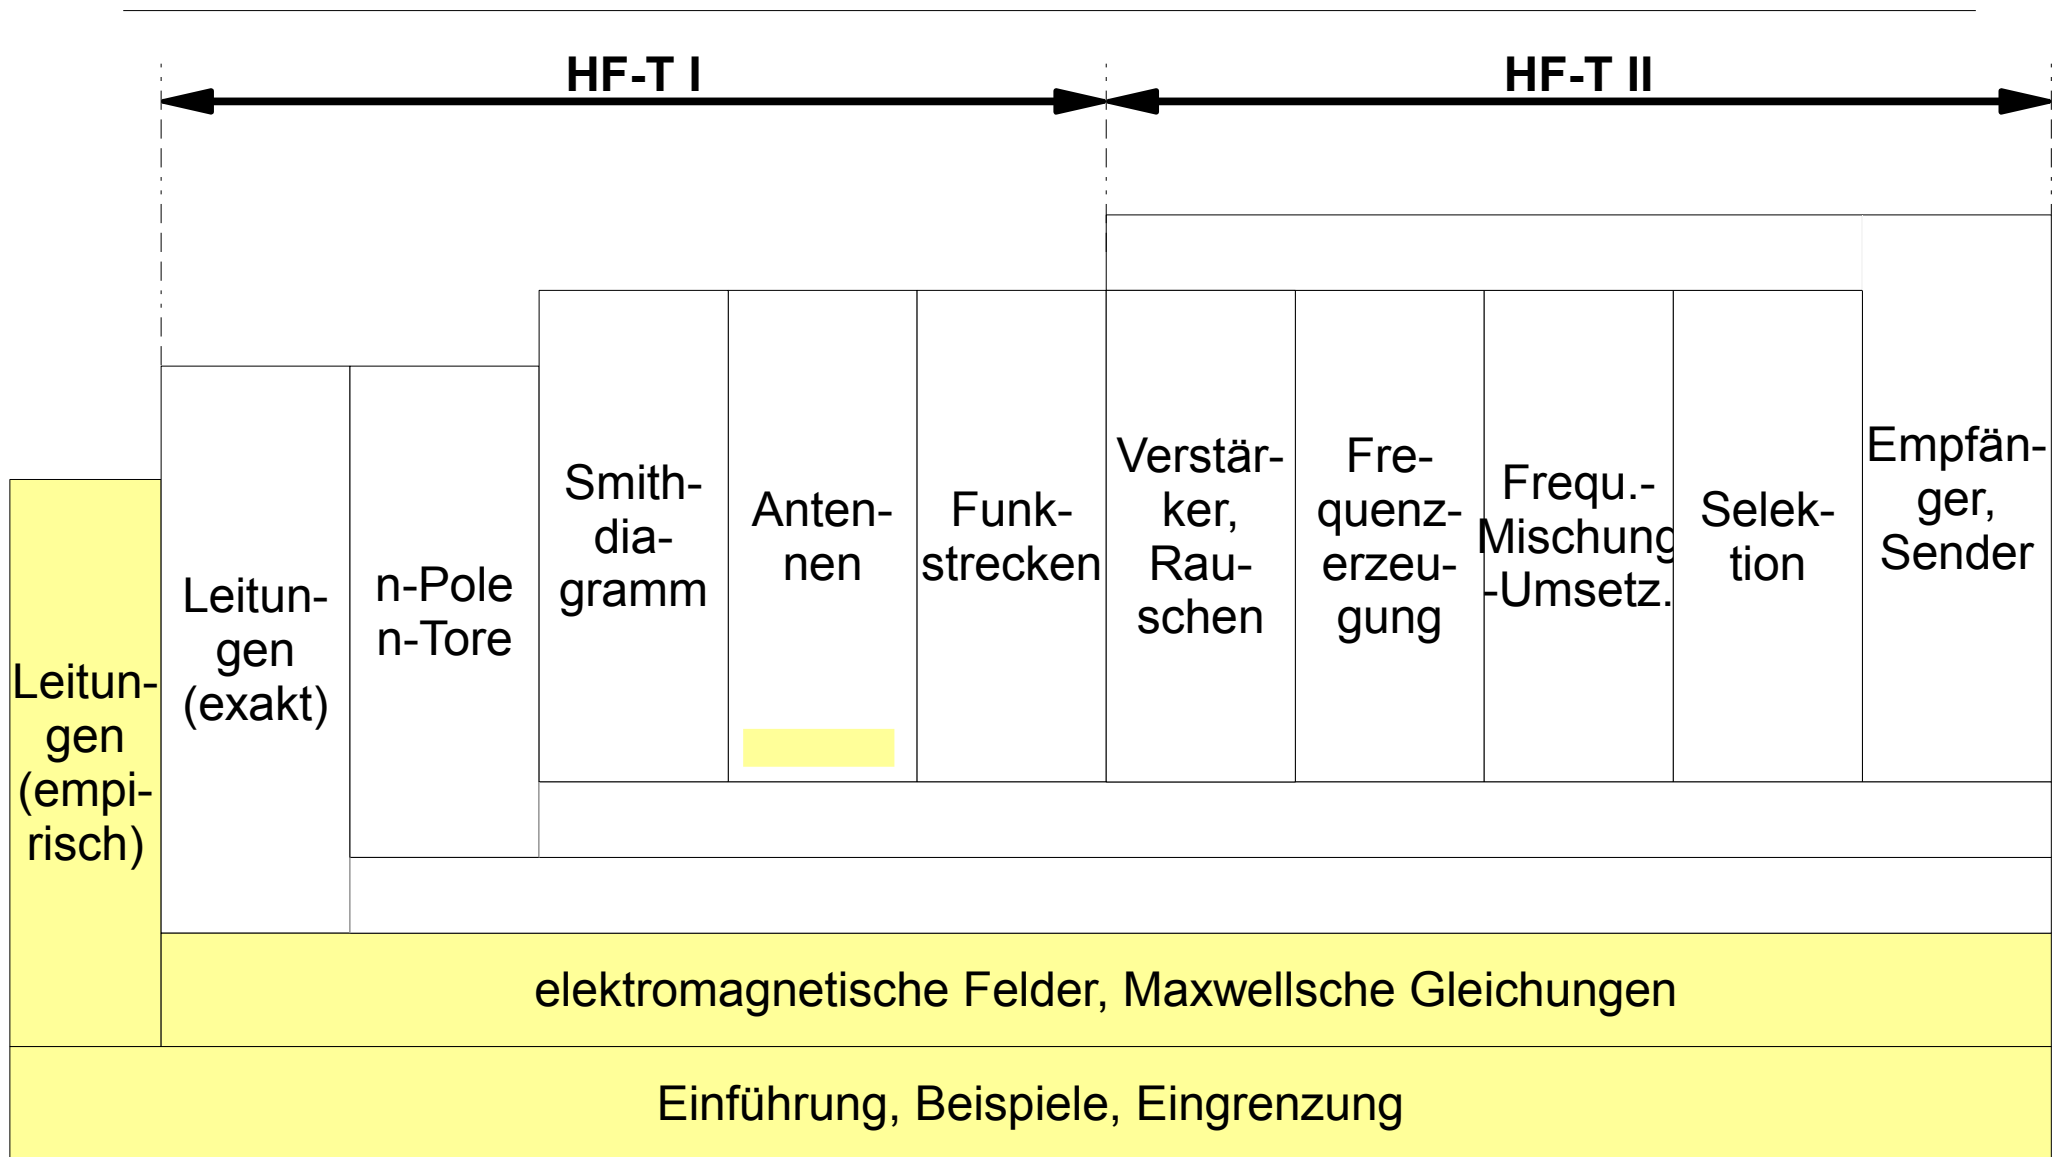 HF-T I
HF-T II
Leitun-
gen
(empi-
risch)
Leitun-
gen
(exakt)
n-Pole
n-Tore
Smith-
dia-
gramm
Anten-
nen
Funk-
strecken
Verstär-
ker,
Rau-
schen
Fre-
quenz-
erzeu-
gung
Frequ.-
Mischung
-Umsetz.
Selek-
tion
Empfän-
ger,
Sender
elektromagnetische Felder, Maxwellsche Gleichungen
Einführung, Beispiele, Eingrenzung